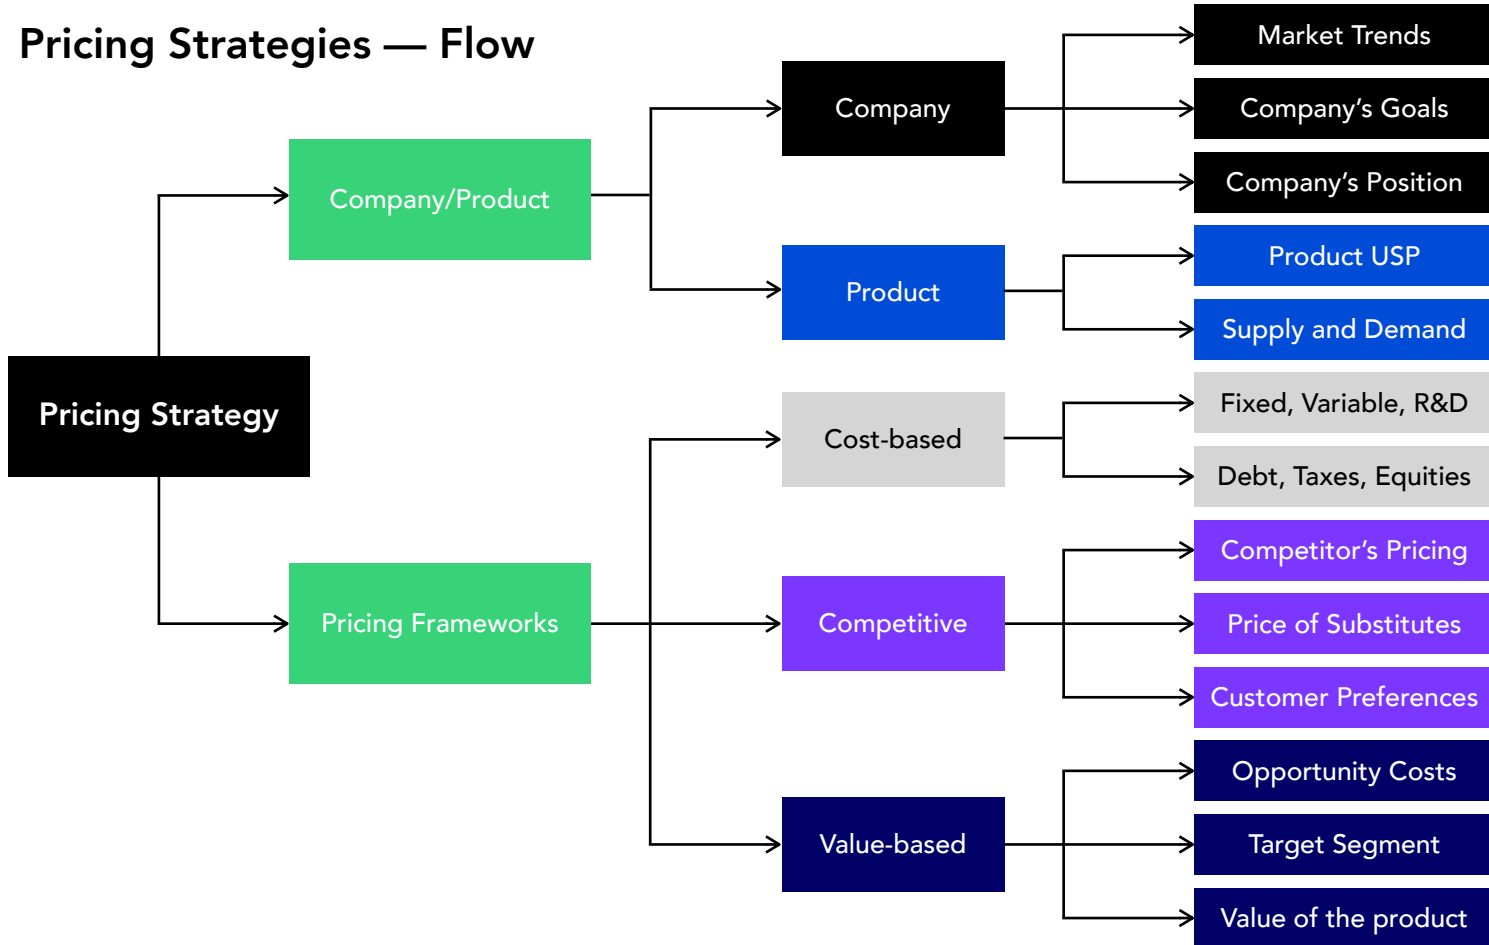 Pricing Strategies — Flow
Market Trends
Company
Company’s Goals
Company/Product
Company’s Position
Product USP
Product
Supply and Demand
Pricing Strategy
Fixed, Variable, R&D
Cost-based
Debt, Taxes, Equities
Competitor’s Pricing
Pricing Frameworks
Competitive
Price of Substitutes
Customer Preferences
Opportunity Costs
Value-based
Target Segment
Value of the product